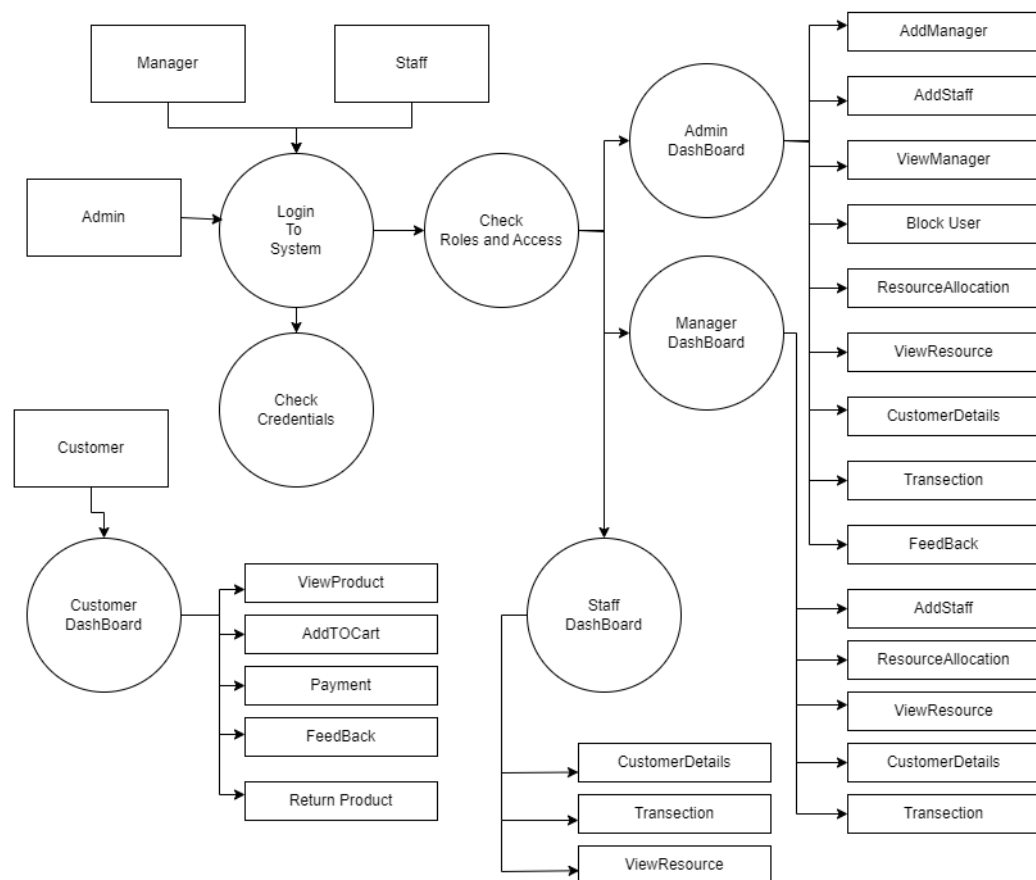 Manager
Staff
Admin
Login
To
System
Check
Roles and Access
Check
Credentials
Customer
Customer
DashBoard
ViewProduct
AddTOCart
Payment
FeedBack
Return Product
Admin
DashBoard
Manager
DashBoard
Staff
DashBoard
CustomerDetails
Transection
ViewResource
AddManager
AddStaff
ViewManager
Block User
ResourceAllocation
ViewResource
CustomerDetails
Transection
FeedBack
AddStaff
ResourceAllocation
ViewResource
CustomerDetails
Transection